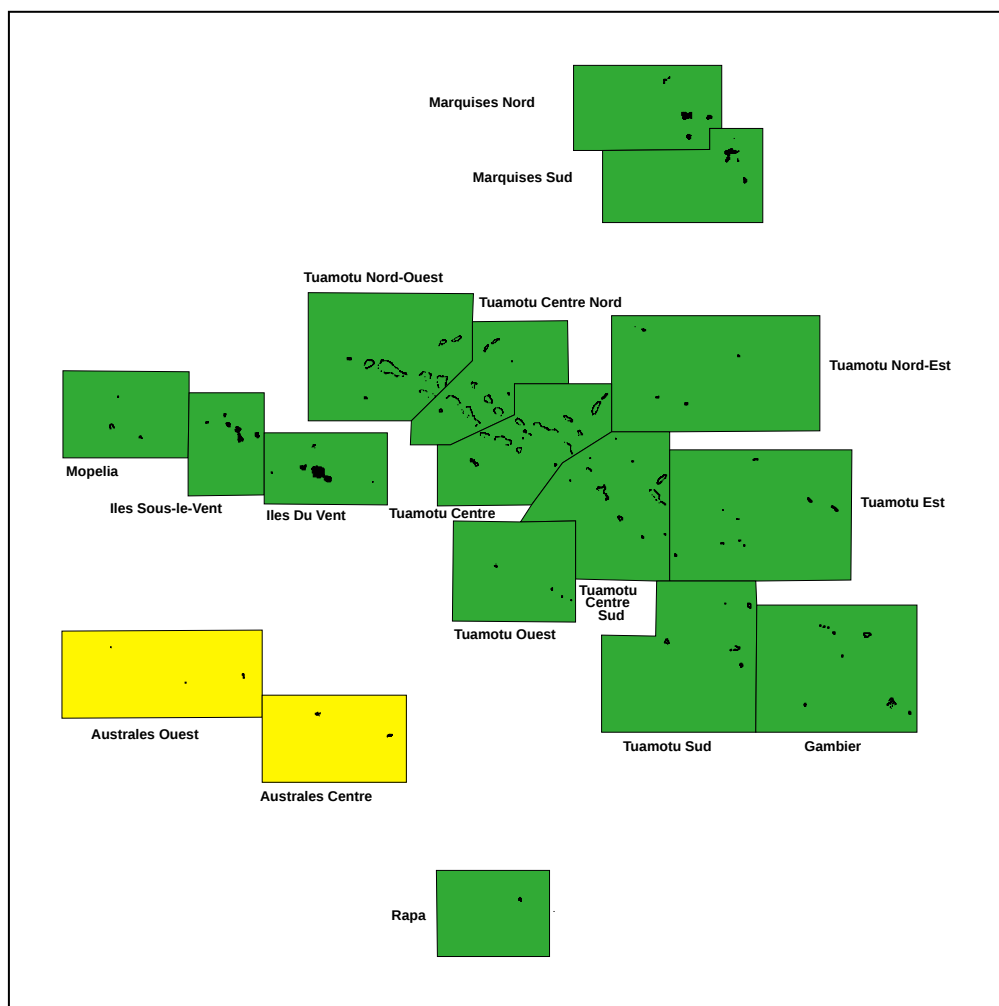 Marquises Nord
Marquises Sud
Tuamotu Nord-Ouest
Tuamotu Centre Nord
Tuamotu Nord-Est
Mopelia
Iles Sous-le-Vent
Iles Du Vent
Tuamotu Centre
Tuamotu Est
Tuamotu
Centre
Sud
Tuamotu Ouest
Australes Ouest
Tuamotu Sud
Gambier
Australes Centre
Rapa